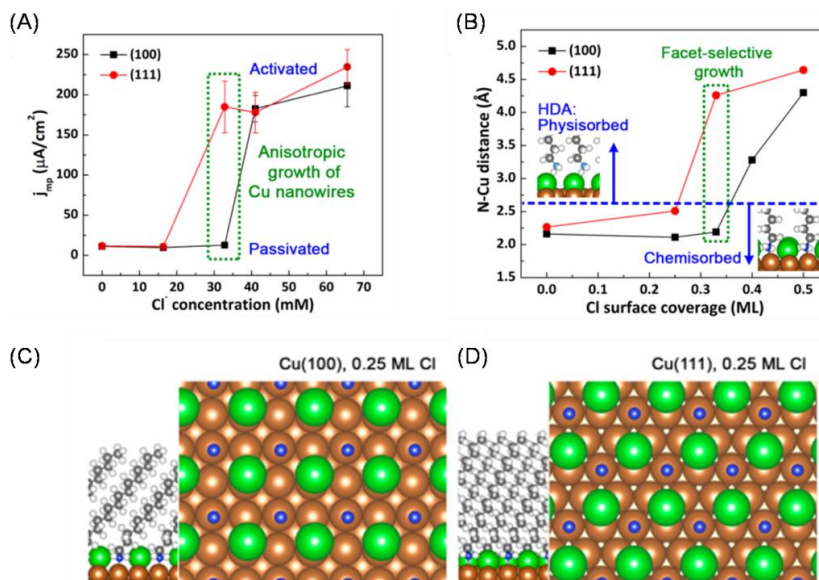 (A)
(100)
(111)
Activated
Anisotropic
growth of
Cu nanowires
Passivated
j_mp (µA/cm²)
250
200
150
100
50
0
0 10 20 30 40 50 60 70
Cl⁻ concentration (mM)
(B)
(100)
(111)
Facet-selective
growth
HDA:
Physisorbed
Chemisorbed
N-Cu distance (Å)
5.0
4.5
4.0
3.5
3.0
2.5
2.0
1.5
0.0 0.1 0.2 0.3 0.4 0.5
Cl surface coverage (ML)
(C)
Cu(100), 0.25 ML Cl
(D)
Cu(111), 0.25 ML Cl